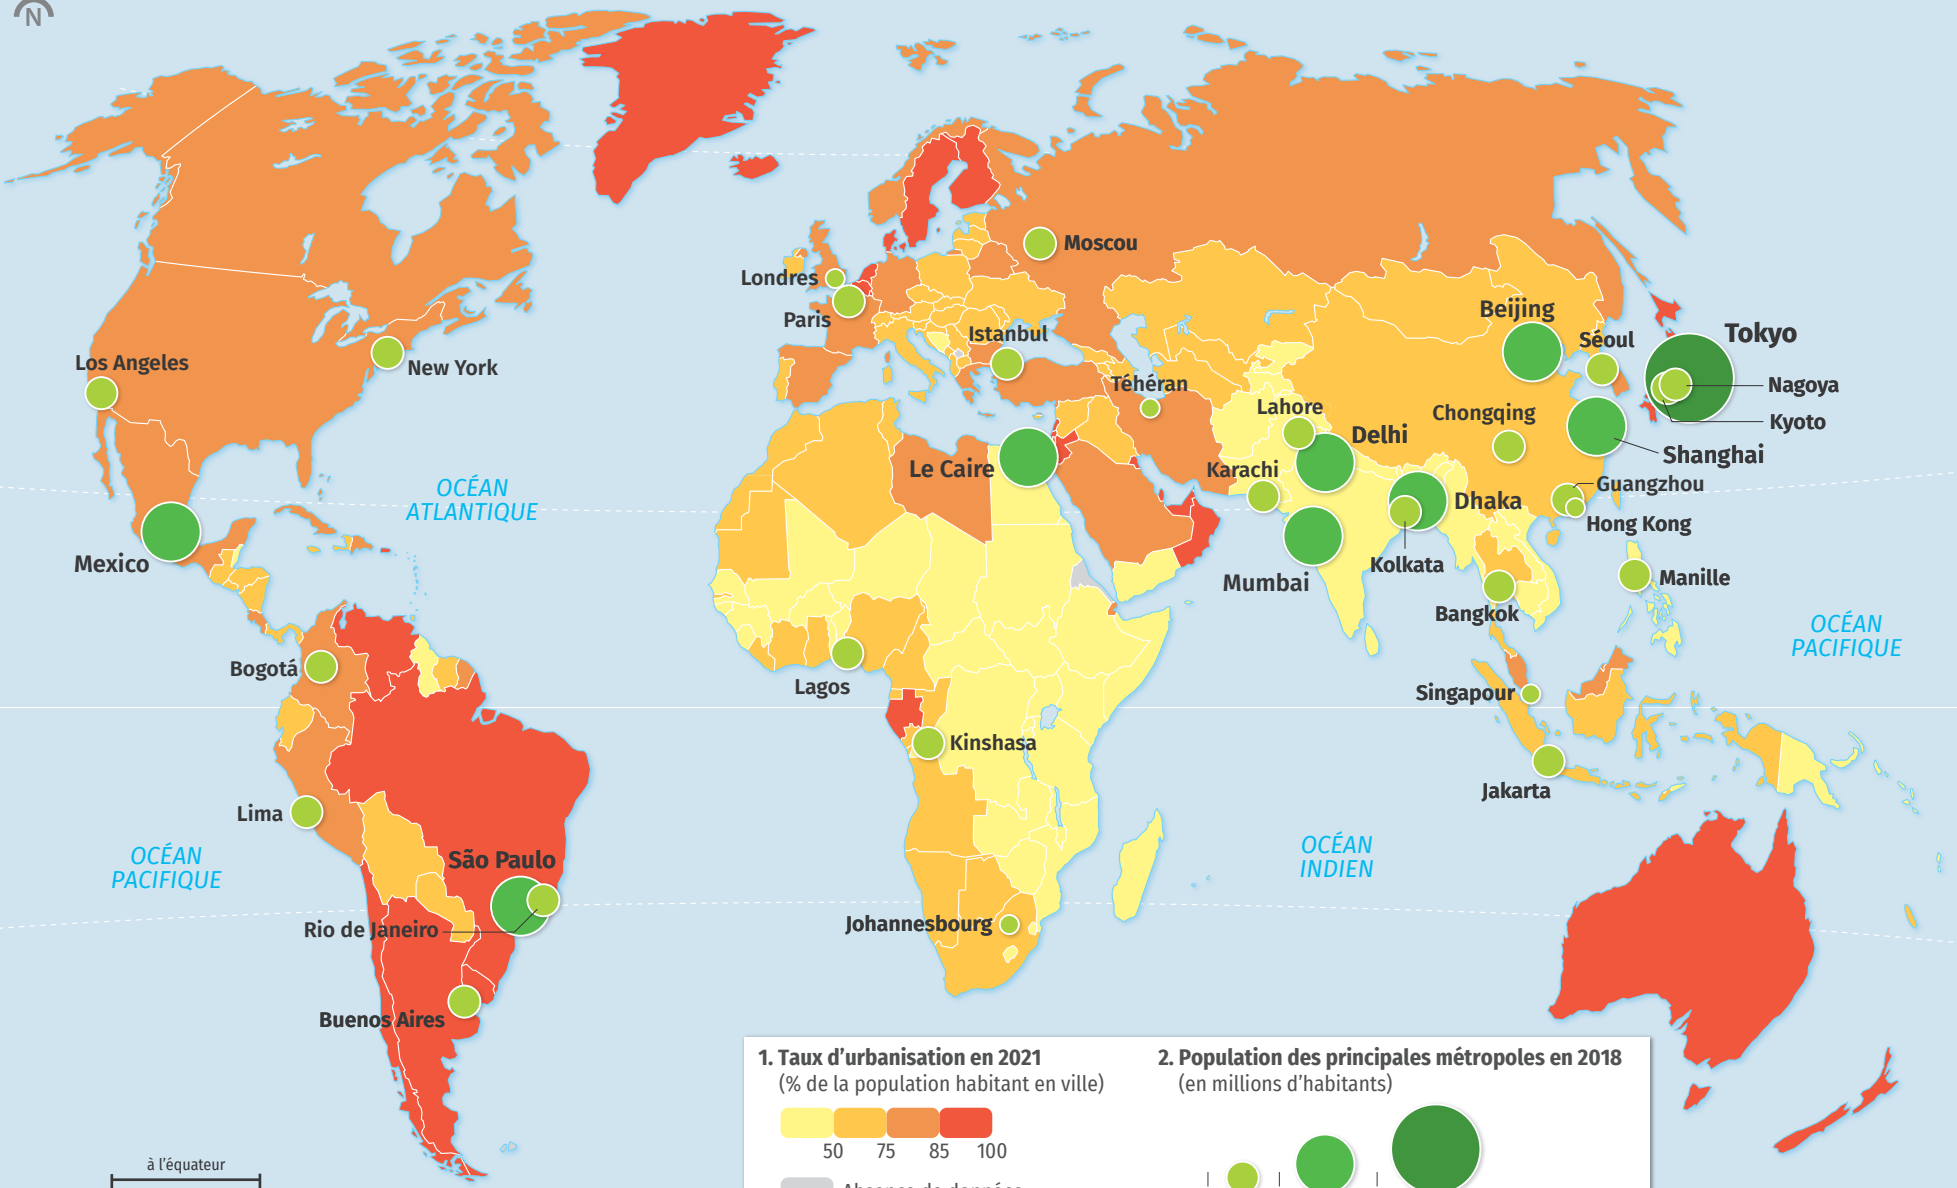 N
Moscou
Londres
Paris
Istanbul
Beijing
Séoul
Tokyo
Los Angeles
New York
Téhéran
Lahore
Chongqing
Nagoya
Kyoto
Delhi
Shanghai
Le Caire
Karachi
Guangzhou
Dhaka
Hong Kong
OCÉAN
ATLANTIQUE
Mexico
Mumbai
Kolkata
Manille
Bangkok
OCÉAN
PACIFIQUE
Bogotá
Lagos
Singapour
Kinshasa
Jakarta
Lima
OCÉAN
PACIFIQUE
São Paulo
OCÉAN
INDIEN
Rio de Janeiro
Johannesbourg
Buenos Aires
1. Taux d'urbanisation en 2021
(% de la population habitant en ville)
50 75 85 100
Absence de données
2. Population des principales métropoles en 2018
(en millions d'habitants)
à l'équateur